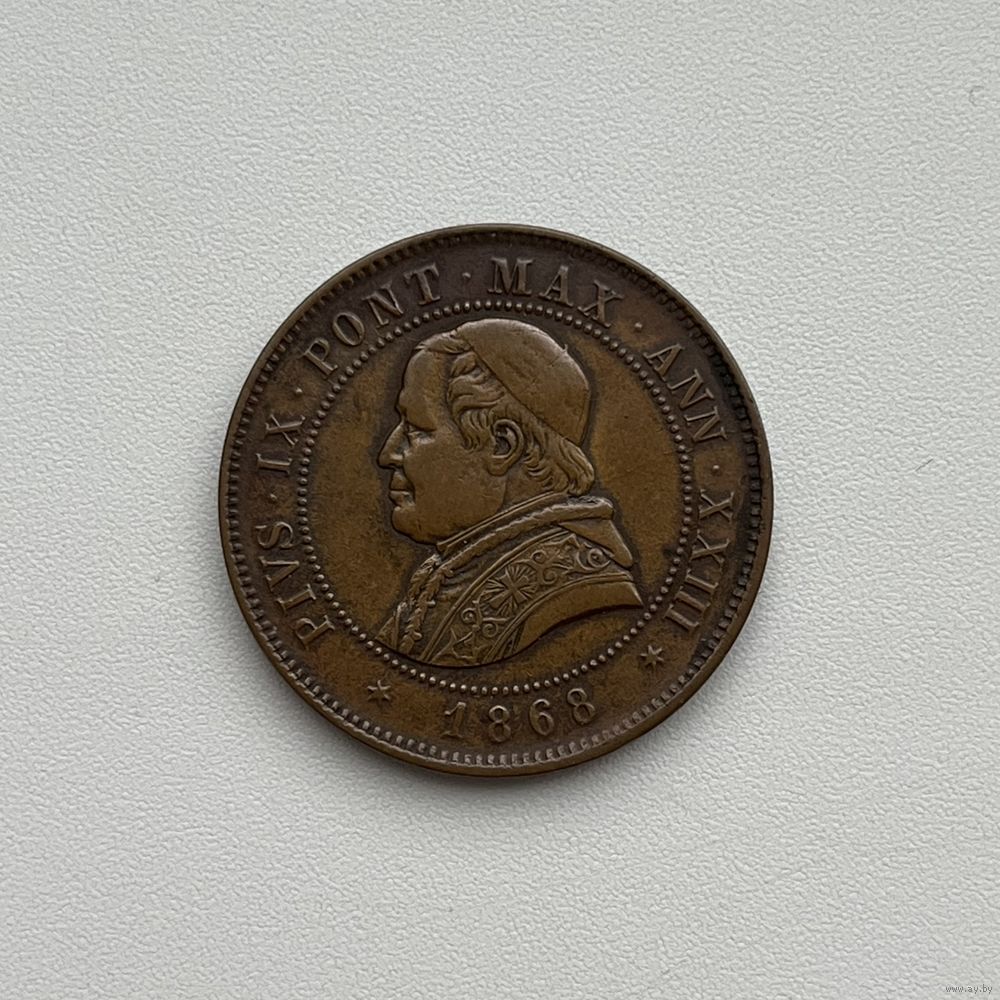 PIVS · IX · PONT · MAX · ANN · XXIII
* 1868 *
www.ay.by